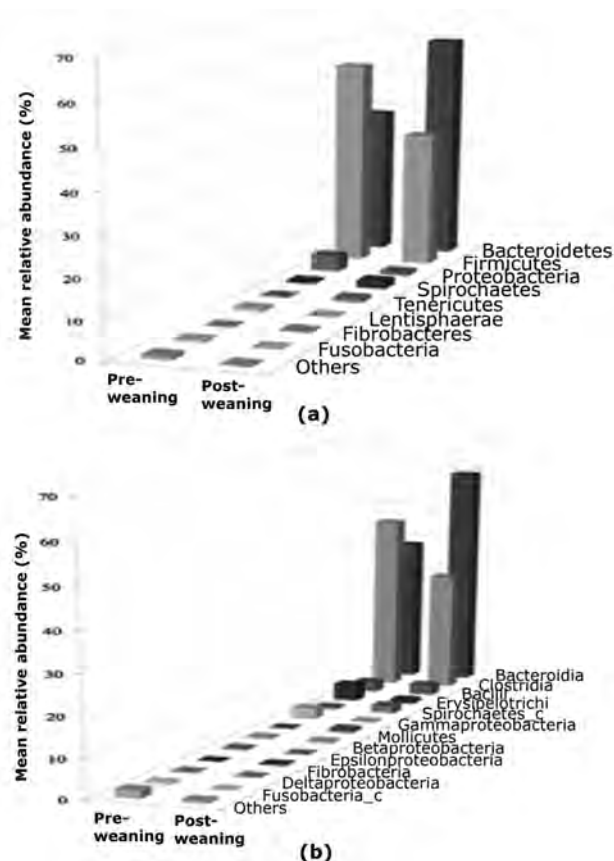 70
60
50
40
30
20
10
0
Mean relative abundance (%)
Bacteroidetes
Firmicutes
Proteobacteria
Spirochaetes
Tenericutes
Lentisphaerae
Fibrobacteres
Fusobacteria
Others
Pre-
weaning
Post-
weaning
(a)
70
60
50
40
30
20
10
0
Mean relative abundance (%)
Bacteroidia
Clostridia
Bacilli
Erysipelotrichi
Spirochaetes_c
Gammaproteobacteria
Mollicutes
Betaproteobacteria
Epsilonproteobacteria
Fibrobacteria
Deltaproteobacteria
Fusobacteria_c
Others
Pre-
weaning
Post-
weaning
(b)